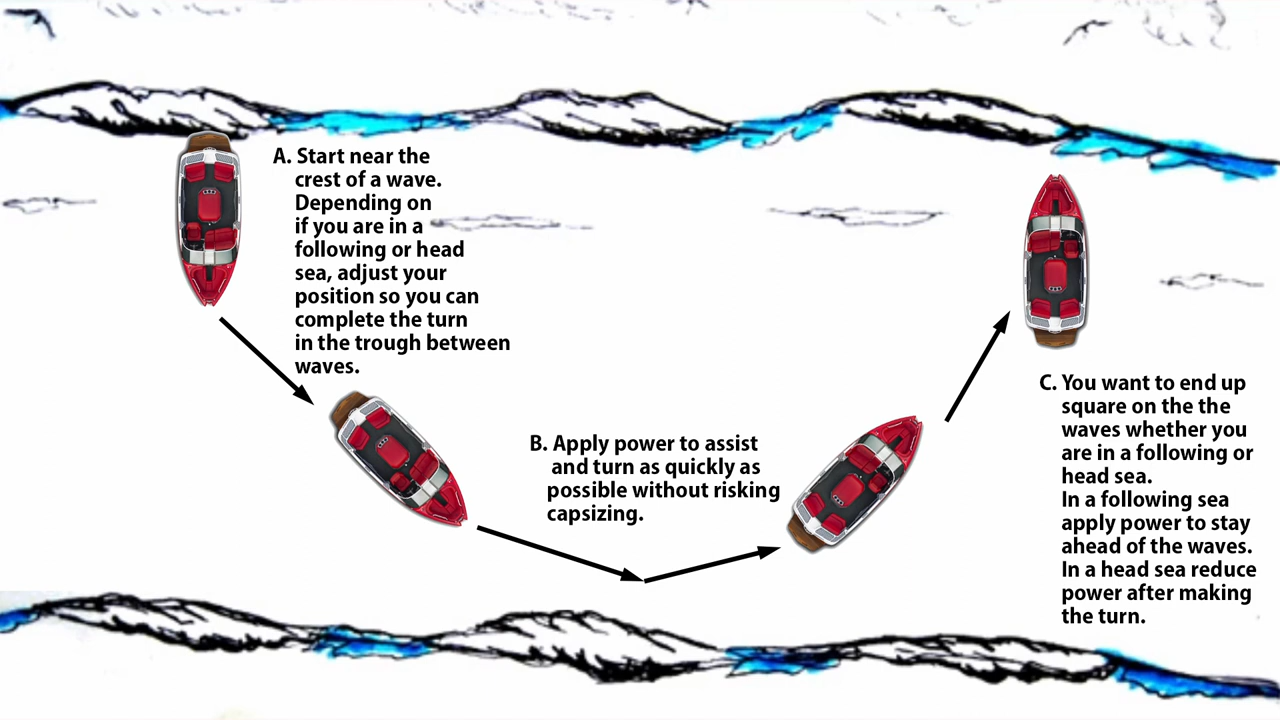 A. Start near the
crest of a wave.
Depending on
if you are in a
following or head
sea, adjust your
position so you can
complete the turn
in the trough between
waves.
B. Apply power to assist
and turn as quickly as
possible without risking
capsizing.
C. You want to end up
square on the the
waves whether you
are in a following or
head sea.
In a following sea
apply power to stay
ahead of the waves.
In a head sea reduce
power after making
the turn.